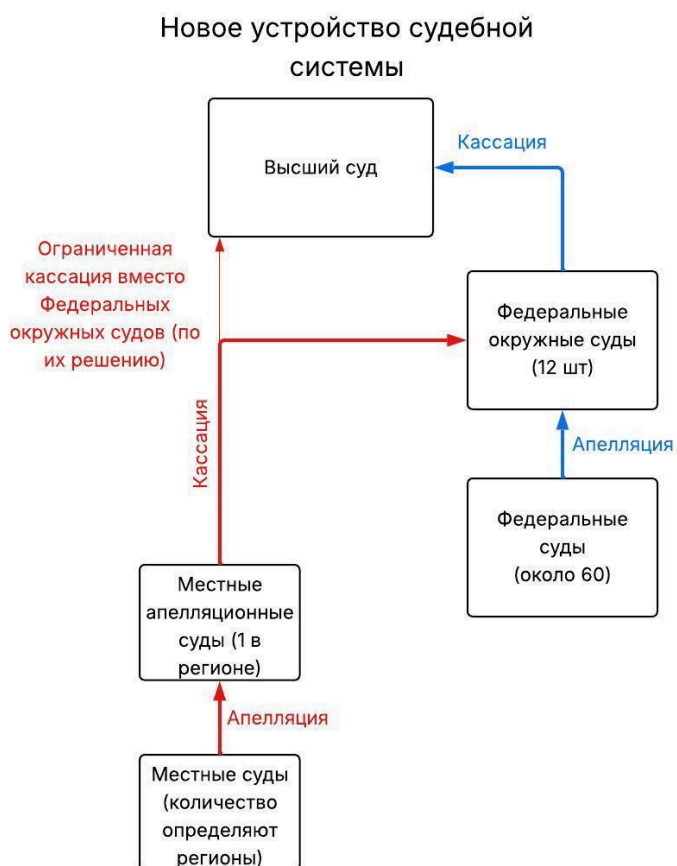 Новое устройство судебной
системы
Высший суд
Кассация
Ограниченная
кассация вместо
Федеральных
окружных судов (по
их решению)
Федеральные
окружные суды
(12 шт)
Кассация
Апелляция
Федеральные
суды
(около 60)
Местные
апелляционные
суды (1 в
регионе)
Апелляция
Местные суды
(количество
определяют
регионы)